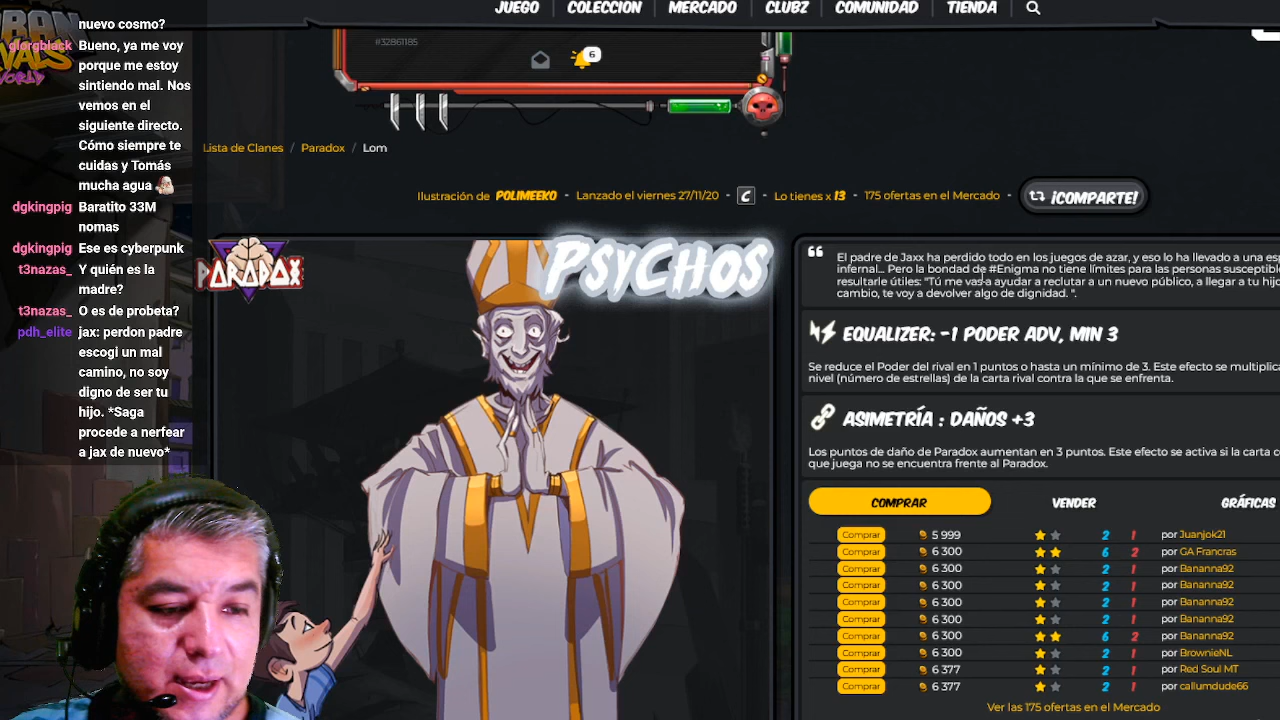 JUEGO COLECCIÓN MERCADO CLUBZ COMUNIDAD TIENDA
RIVALS
WORLD
#32861185
6
nuevo cosmo?
glorgblack Bueno, ya me voy
porque me estoy
sintiendo mal. Nos
vemos en el
siguiente directo.
Cómo siempre te
cuidas y Tomás
mucha agua
dgkingpig Baratito 33M
nomas
dgkingpig Ese es cyberpunk
t3nazas_ Y quién es la
madre?
t3nazas_ O es de probeta?
pdh_elite jax: perdon padre
escogi un mal
camino, no soy
digno de ser tu
hijo. *Saga
procede a nerfear
a jax de nuevo*
Lista de Clanes / Paradox / Lom
Ilustración de POLIMEEKO - Lanzado el viernes 27/11/20 - C - Lo tienes x 13 - 175 ofertas en el Mercado -
¡COMPARTE!
PARADOX
PSYCHOS
El padre de Jaxx ha perdido todo en los juegos de azar, y eso lo ha llevado a una esp
infernal... Pero la bondad de #Enigma no tiene límites para las personas susceptible
resultarle útiles: "Tú me vas a ayudar a reclutar a un nuevo público, a llegar a tu hijo
cambio, te voy a devolver algo de dignidad. ".
EQUALIZER: -1 PODER ADV, MIN 3
Se reduce el Poder del rival en 1 puntos o hasta un mínimo de 3. Este efecto se multiplica
nivel (número de estrellas) de la carta rival contra la que se enfrenta.
ASIMETRÍA : DAÑOS +3
Los puntos de daño de Paradox aumentan en 3 puntos. Este efecto se activa si la carta c
que juega no se encuentra frente al Paradox.
COMPRAR VENDER GRÁFICAS
Comprar 5 999 2 1 por Juanjok21
Comprar 6 300 6 2 por GA Francras
Comprar 6 300 2 1 por Bananna92
Comprar 6 300 2 1 por Bananna92
Comprar 6 300 2 1 por Bananna92
Comprar 6 300 2 1 por Bananna92
Comprar 6 300 6 2 por Bananna92
Comprar 6 300 2 1 por BrownieNL
Comprar 6 377 2 1 por Red Soul MT
Comprar 6 377 2 1 por callumdude66
Ver las 175 ofertas en el Mercado